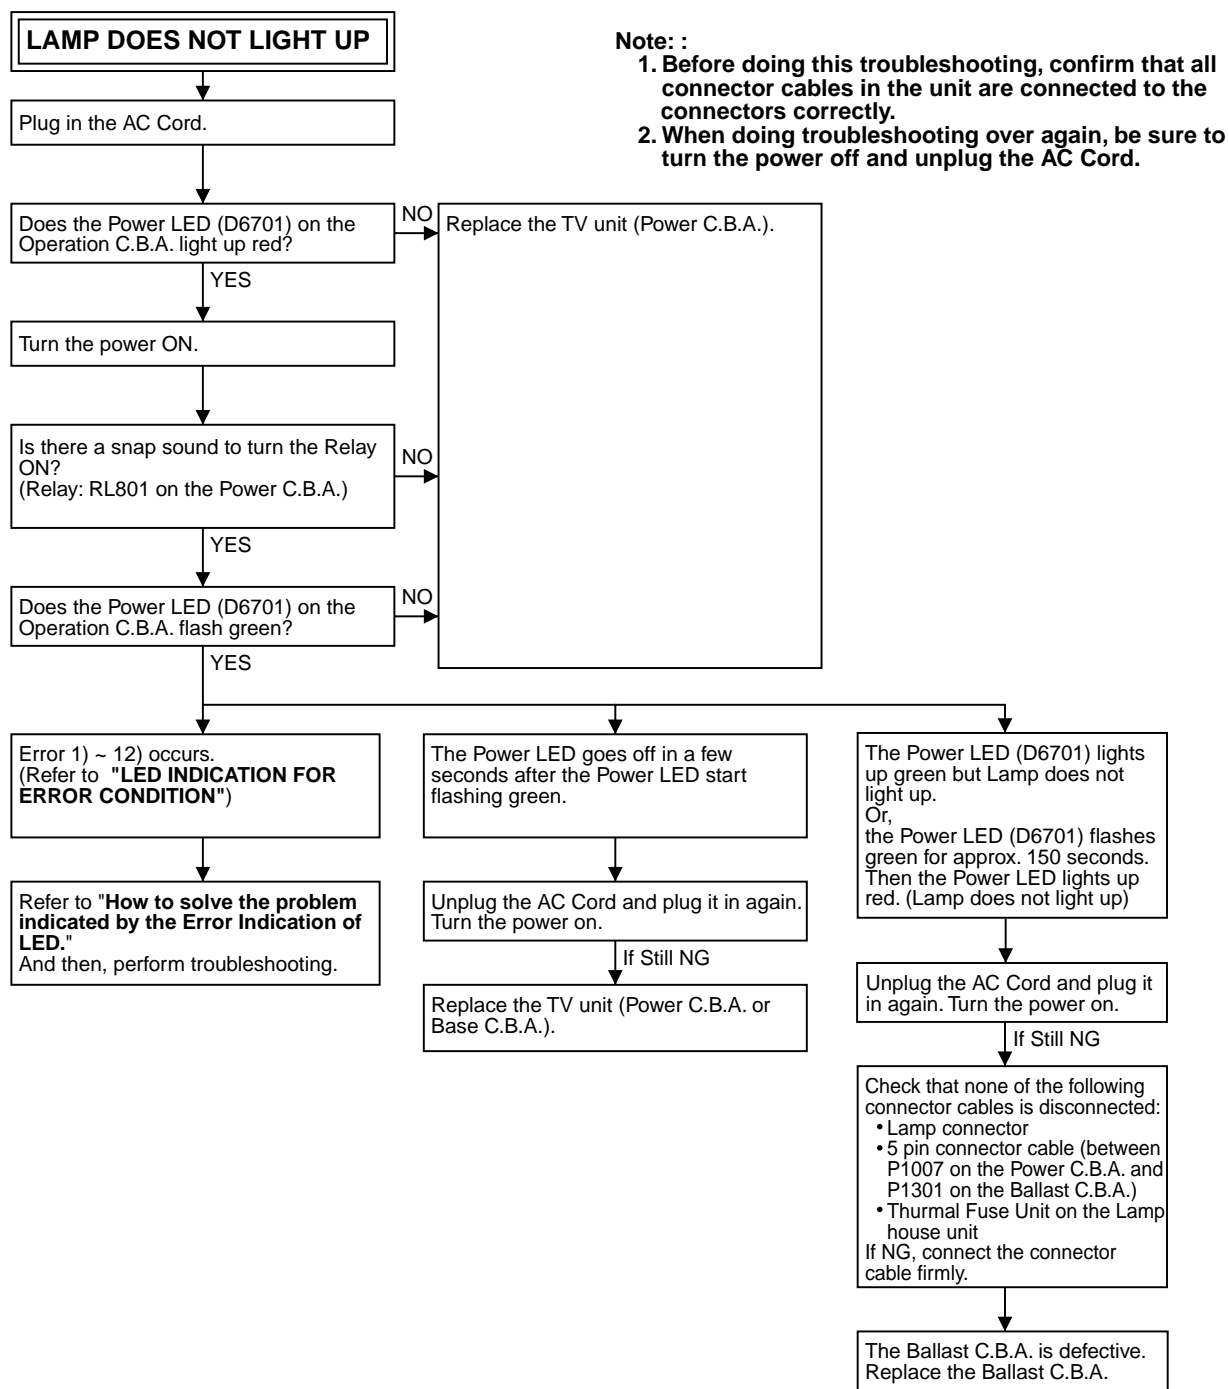 LAMP DOES NOT LIGHT UP
Note: :
1. Before doing this troubleshooting, confirm that all
connector cables in the unit are connected to the
connectors correctly.
2. When doing troubleshooting over again, be sure to
turn the power off and unplug the AC Cord.
Plug in the AC Cord.
Does the Power LED (D6701) on the
Operation C.B.A. light up red?
NO
Replace the TV unit (Power C.B.A.).
YES
Turn the power ON.
Is there a snap sound to turn the Relay
ON?
(Relay: RL801 on the Power C.B.A.)
NO
YES
Does the Power LED (D6701) on the
Operation C.B.A. flash green?
NO
YES
Error 1) ~ 12) occurs.
(Refer to "LED INDICATION FOR
ERROR CONDITION")
Refer to "How to solve the problem
indicated by the Error Indication of
LED."
And then, perform troubleshooting.
The Power LED goes off in a few
seconds after the Power LED start
flashing green.
Unplug the AC Cord and plug it in again.
Turn the power on.
If Still NG
Replace the TV unit (Power C.B.A. or
Base C.B.A.).
The Power LED (D6701) lights
up green but Lamp does not
light up.
Or,
the Power LED (D6701) flashes
green for approx. 150 seconds.
Then the Power LED lights up
red. (Lamp does not light up)
Unplug the AC Cord and plug it
in again. Turn the power on.
If Still NG
Check that none of the following
connector cables is disconnected:
• Lamp connector
• 5 pin connector cable (between
P1007 on the Power C.B.A. and
P1301 on the Ballast C.B.A.)
• Thurmal Fuse Unit on the Lamp
house unit
If NG, connect the connector
cable firmly.
The Ballast C.B.A. is defective.
Replace the Ballast C.B.A.